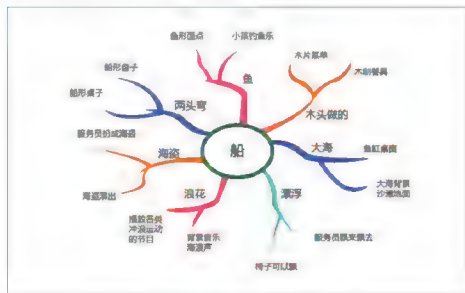 鱼形面点
小孩钓鱼乐
鱼
木片菜单
木制餐具
木头做的
船形窗子
船形桌子
两头弯
船
大海
鱼缸桌面
大海背景
沙滩地面
服务员扮成海盗
海盗
海盗演出
浪花
播放各类
冲浪运动
的节目
背景音乐
海浪声
漂浮
服务员飘来飘去
椅子可以飘